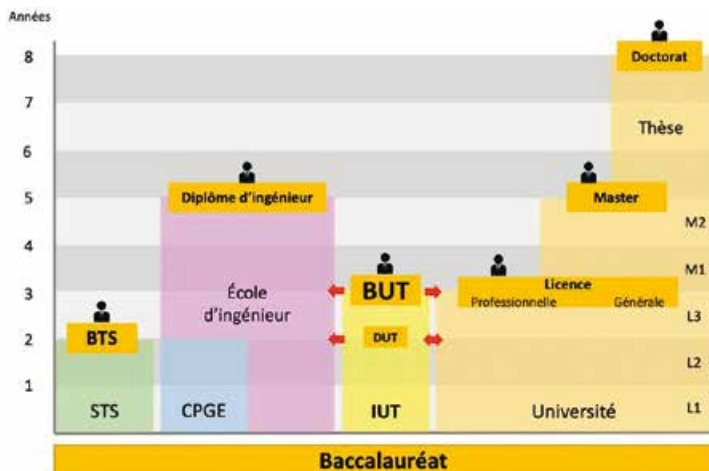 Années
8
Doctorat
7
Thèse
6
5
Diplôme d'ingénieur
Master
M2
4
M1
3
BUT
Licence
Professionnelle
Générale
École
d'ingénieur
L3
2
BTS
DUT
L2
1
STS
CPGE
IUT
Université
L1
Baccalauréat